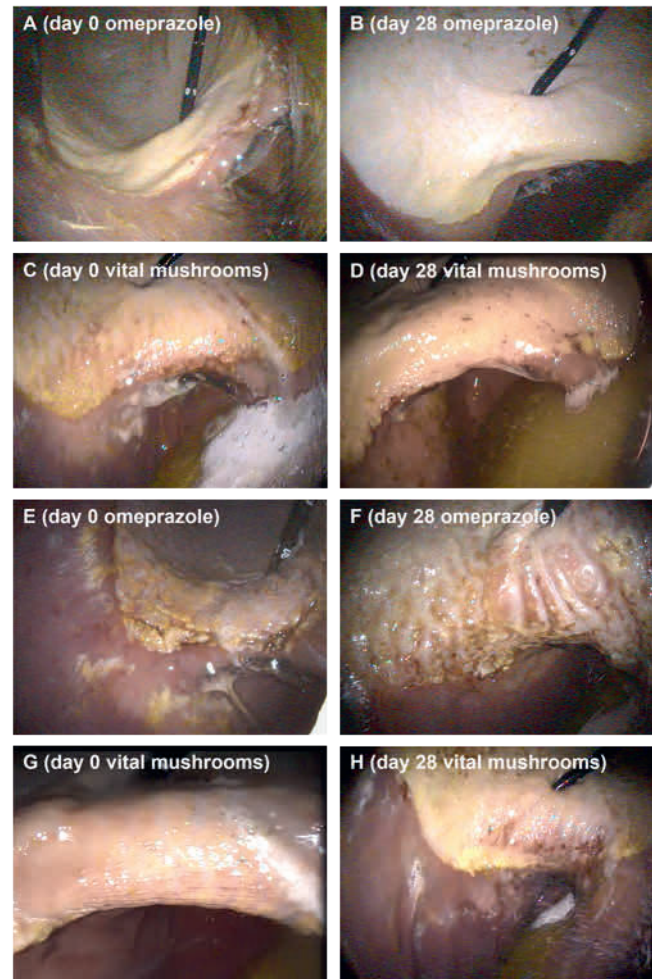 A (day 0 omeprazole)
B (day 28 omeprazole)
C (day 0 vital mushrooms)
D (day 28 vital mushrooms)
E (day 0 omeprazole)
F (day 28 omeprazole)
G (day 0 vital mushrooms)
H (day 28 vital mushrooms)